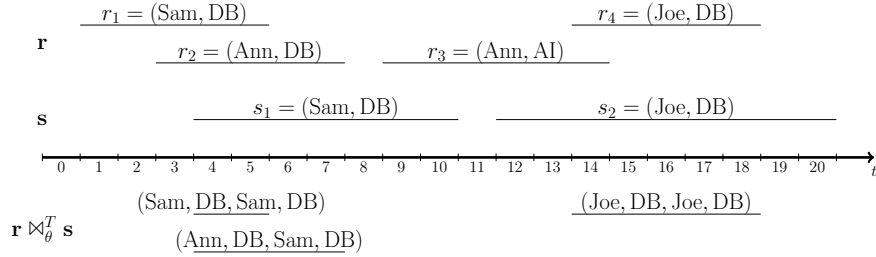 r₁ = (Sam, DB) r₄ = (Joe, DB)
r
r₂ = (Ann, DB) r₃ = (Ann, AI)
s₁ = (Sam, DB) s₂ = (Joe, DB)
s
0 1 2 3 4 5 6 7 8 9 10 11 12 13 14 15 16 17 18 19 20 t
(Sam, DB, Sam, DB) (Joe, DB, Joe, DB)
r ⋈ᵀ_θ s
(Ann, DB, Sam, DB)